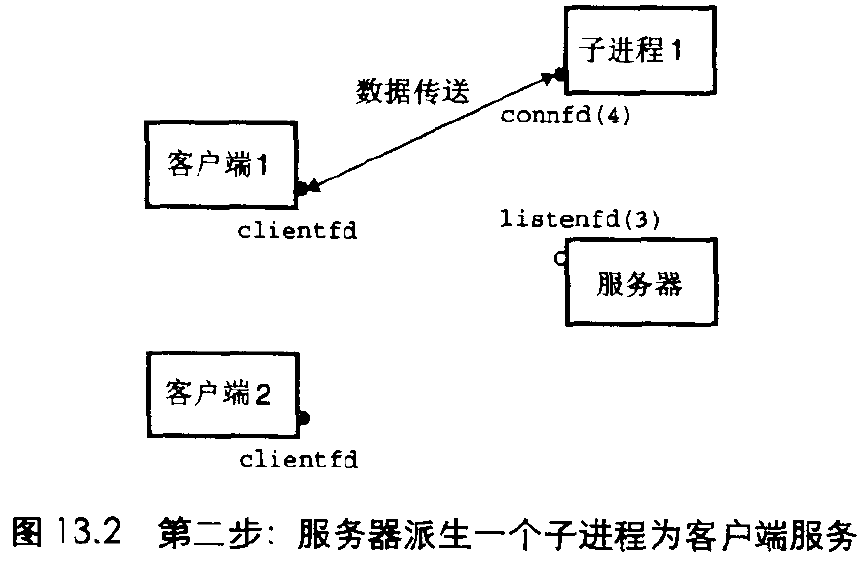 子进程1
数据传送
connfd(4)
客户端1
clientfd
listenfd(3)
服务器
客户端2
clientfd
图 13.2 第二步：服务器派生一个子进程为客户端服务